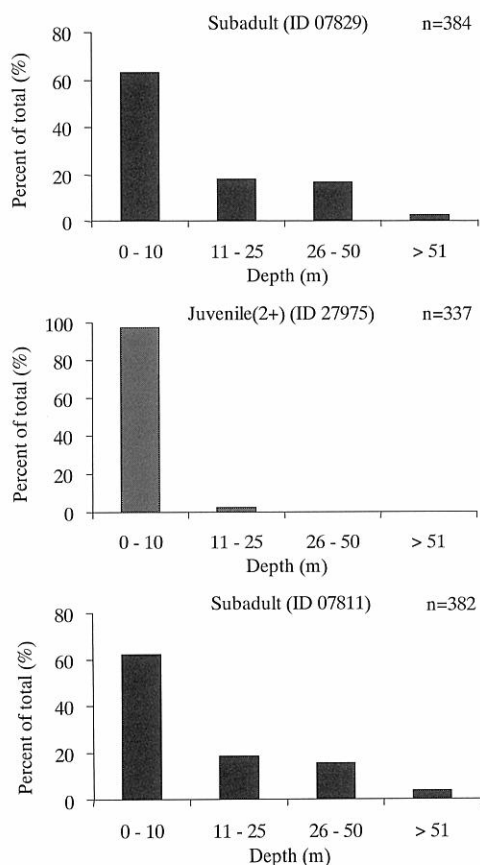 Subadult (ID 07829) n=384
Percent of total (%)
80
60
40
20
0
0 - 10 11 - 25 26 - 50 > 51
Depth (m)
Juvenile(2+) (ID 27975) n=337
Percent of total (%)
100
80
60
40
20
0
0 - 10 11 - 25 26 - 50 > 51
Depth (m)
Subadult (ID 07811) n=382
Percent of total (%)
80
60
40
20
0
0 - 10 11 - 25 26 - 50 > 51
Depth (m)